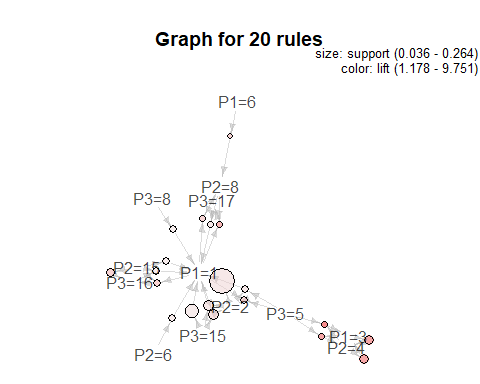 Graph for 20 rules
size: support (0.036 - 0.264)
color: lift (1.178 - 9.751)
P1=6
P2=8
P3=8
P3=17
P2=15
P1=1
P3=16
P2=2
P3=5
P3=15
P1=3
P2=4
P2=6